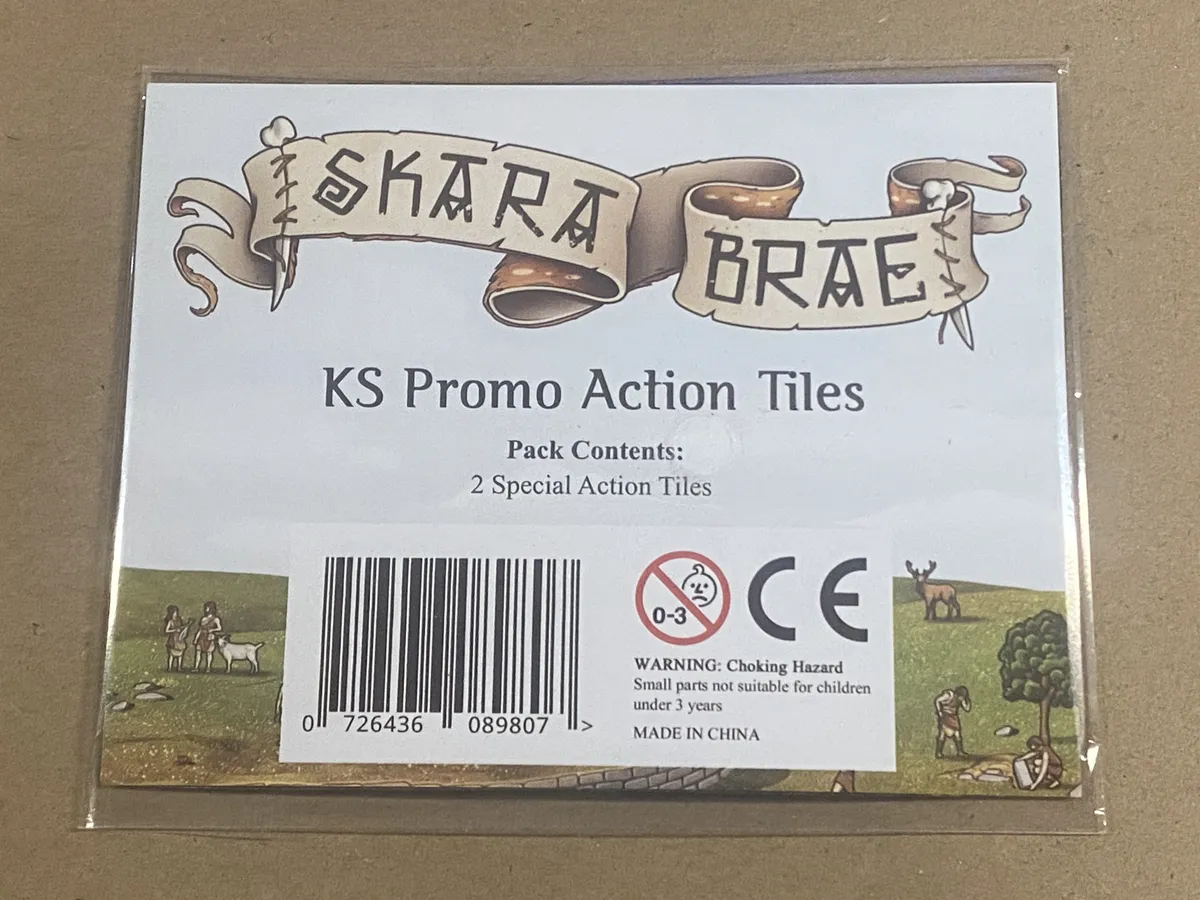 SKARA
BRAE
KS Promo Action Tiles
Pack Contents:
2 Special Action Tiles
0 726436 089807 >
0-3
CE
WARNING: Choking Hazard
Small parts not suitable for children
under 3 years
MADE IN CHINA